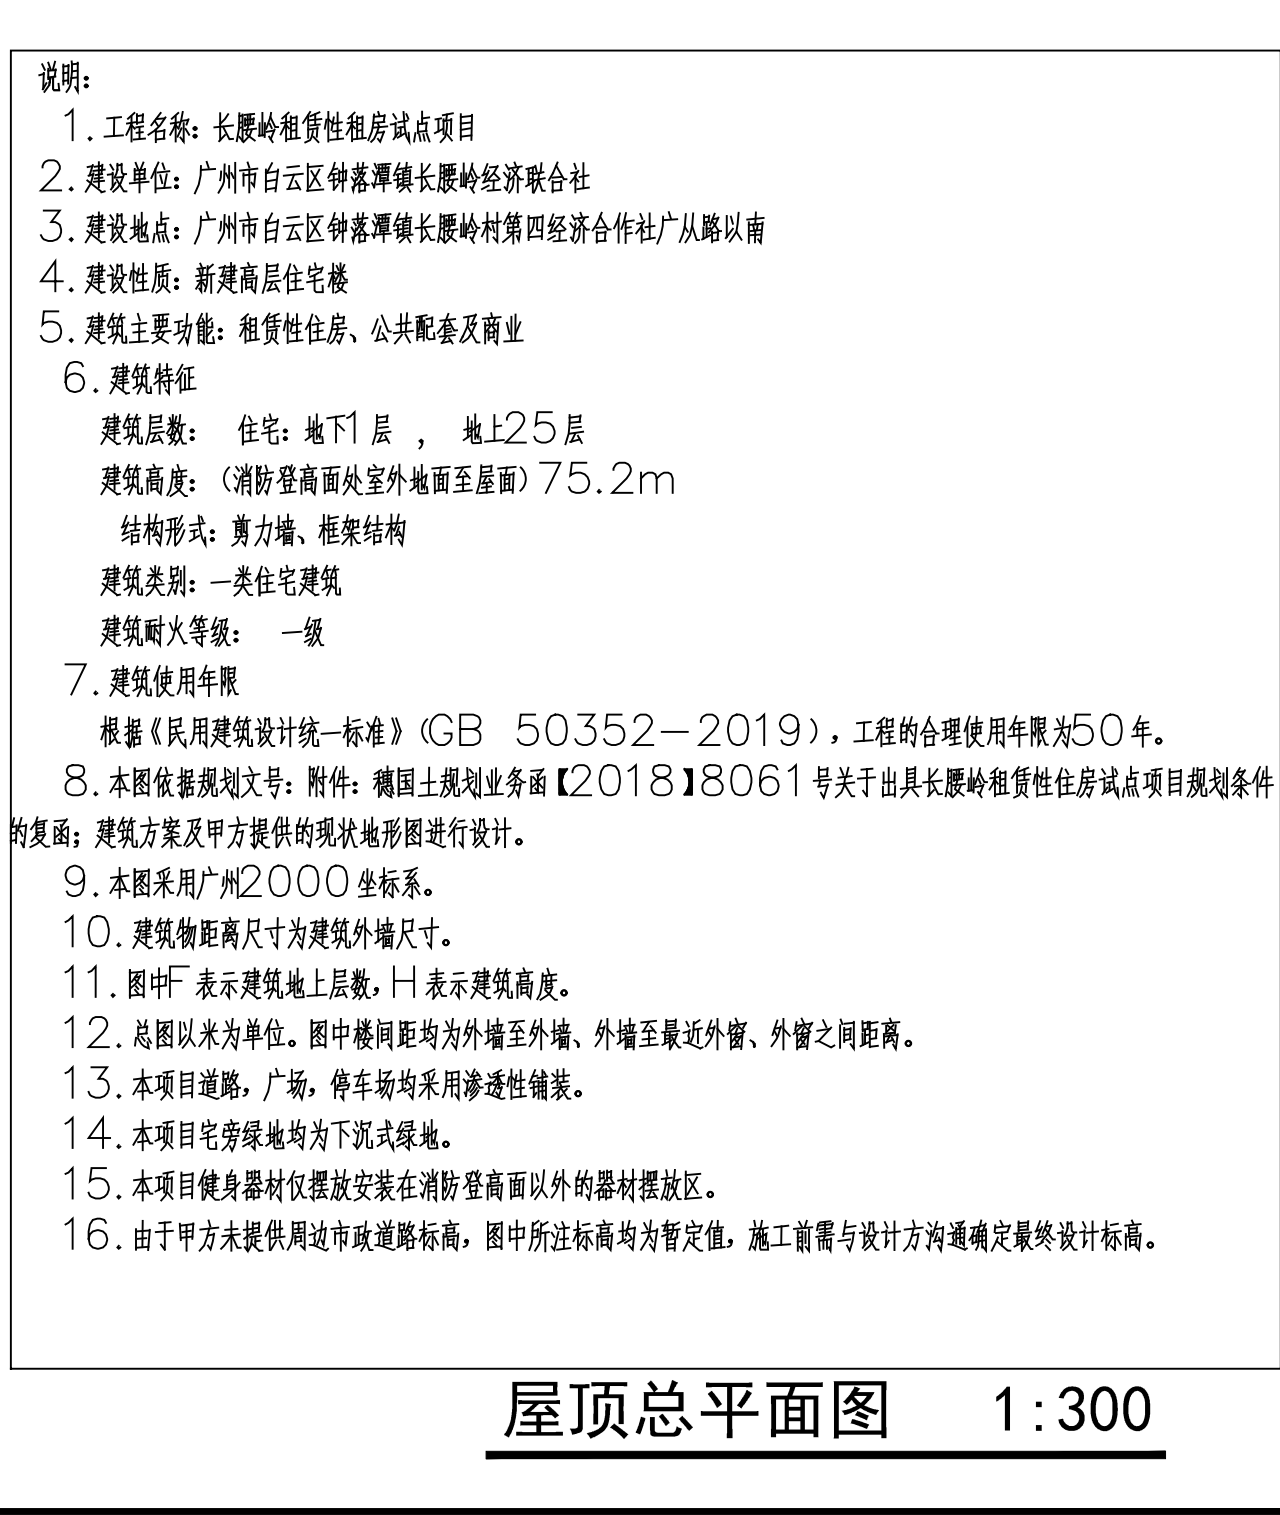 说明：
1.工程名称：长腰岭租赁性租房试点项目
2.建设单位：广州市白云区钟落潭镇长腰岭经济联合社
3.建设地点：广州市白云区钟落潭镇长腰岭村第四经济合作社广从路以南
4.建设性质：新建高层住宅楼
5.建筑主要功能：租赁性住房、公共配套及商业
6.建筑特征
建筑层数： 住宅：地下1层 ， 地上25层
建筑高度：（消防登高面处室外地面至屋面）75.2m
结构形式：剪力墙、框架结构
建筑类别：一类住宅建筑
建筑耐火等级： 一级
7.建筑使用年限
根据《民用建筑设计统一标准》（GB 50352－2019），工程的合理使用年限为50年。
8.本图依据规划文号：附件：穗国土规划业务函【2018】8061号关于出具长腰岭租赁性住房试点项目规划条件
的复函；建筑方案及甲方提供的现状地形图进行设计。
9.本图采用广州2000坐标系。
10.建筑物距离尺寸为建筑外墙尺寸。
11.图中F表示建筑地上层数，H表示建筑高度。
12.总图以米为单位。图中楼间距均为外墙至外墙、外墙至最近外窗、外窗之间距离。
13.本项目道路，广场，停车场均采用渗透性铺装。
14.本项目宅旁绿地均为下沉式绿地。
15.本项目健身器材仅摆放安装在消防登高面以外的器材摆放区。
16.由于甲方未提供周边市政道路标高，图中所注标高均为暂定值，施工前需与设计方沟通确定最终设计标高。
屋顶总平面图 1:300